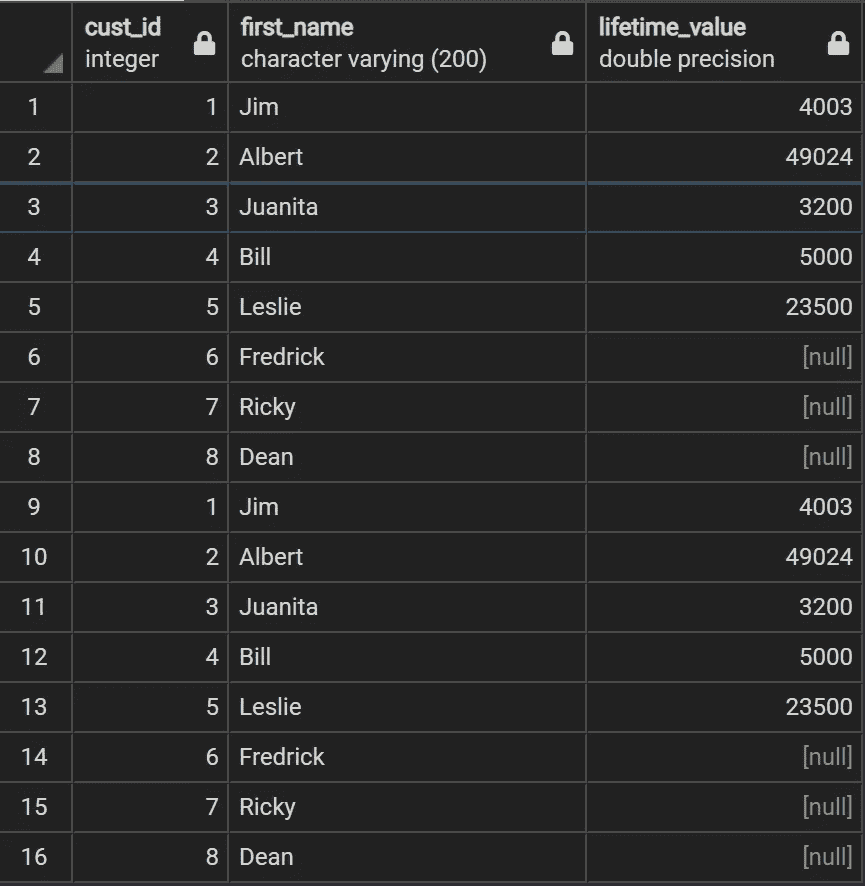 cust_id first_name lifetime_value
integer character varying (200) double precision
1 1 Jim 4003
2 2 Albert 49024
3 3 Juanita 3200
4 4 Bill 5000
5 5 Leslie 23500
6 6 Fredrick [null]
7 7 Ricky [null]
8 8 Dean [null]
9 1 Jim 4003
10 2 Albert 49024
11 3 Juanita 3200
12 4 Bill 5000
13 5 Leslie 23500
14 6 Fredrick [null]
15 7 Ricky [null]
16 8 Dean [null]